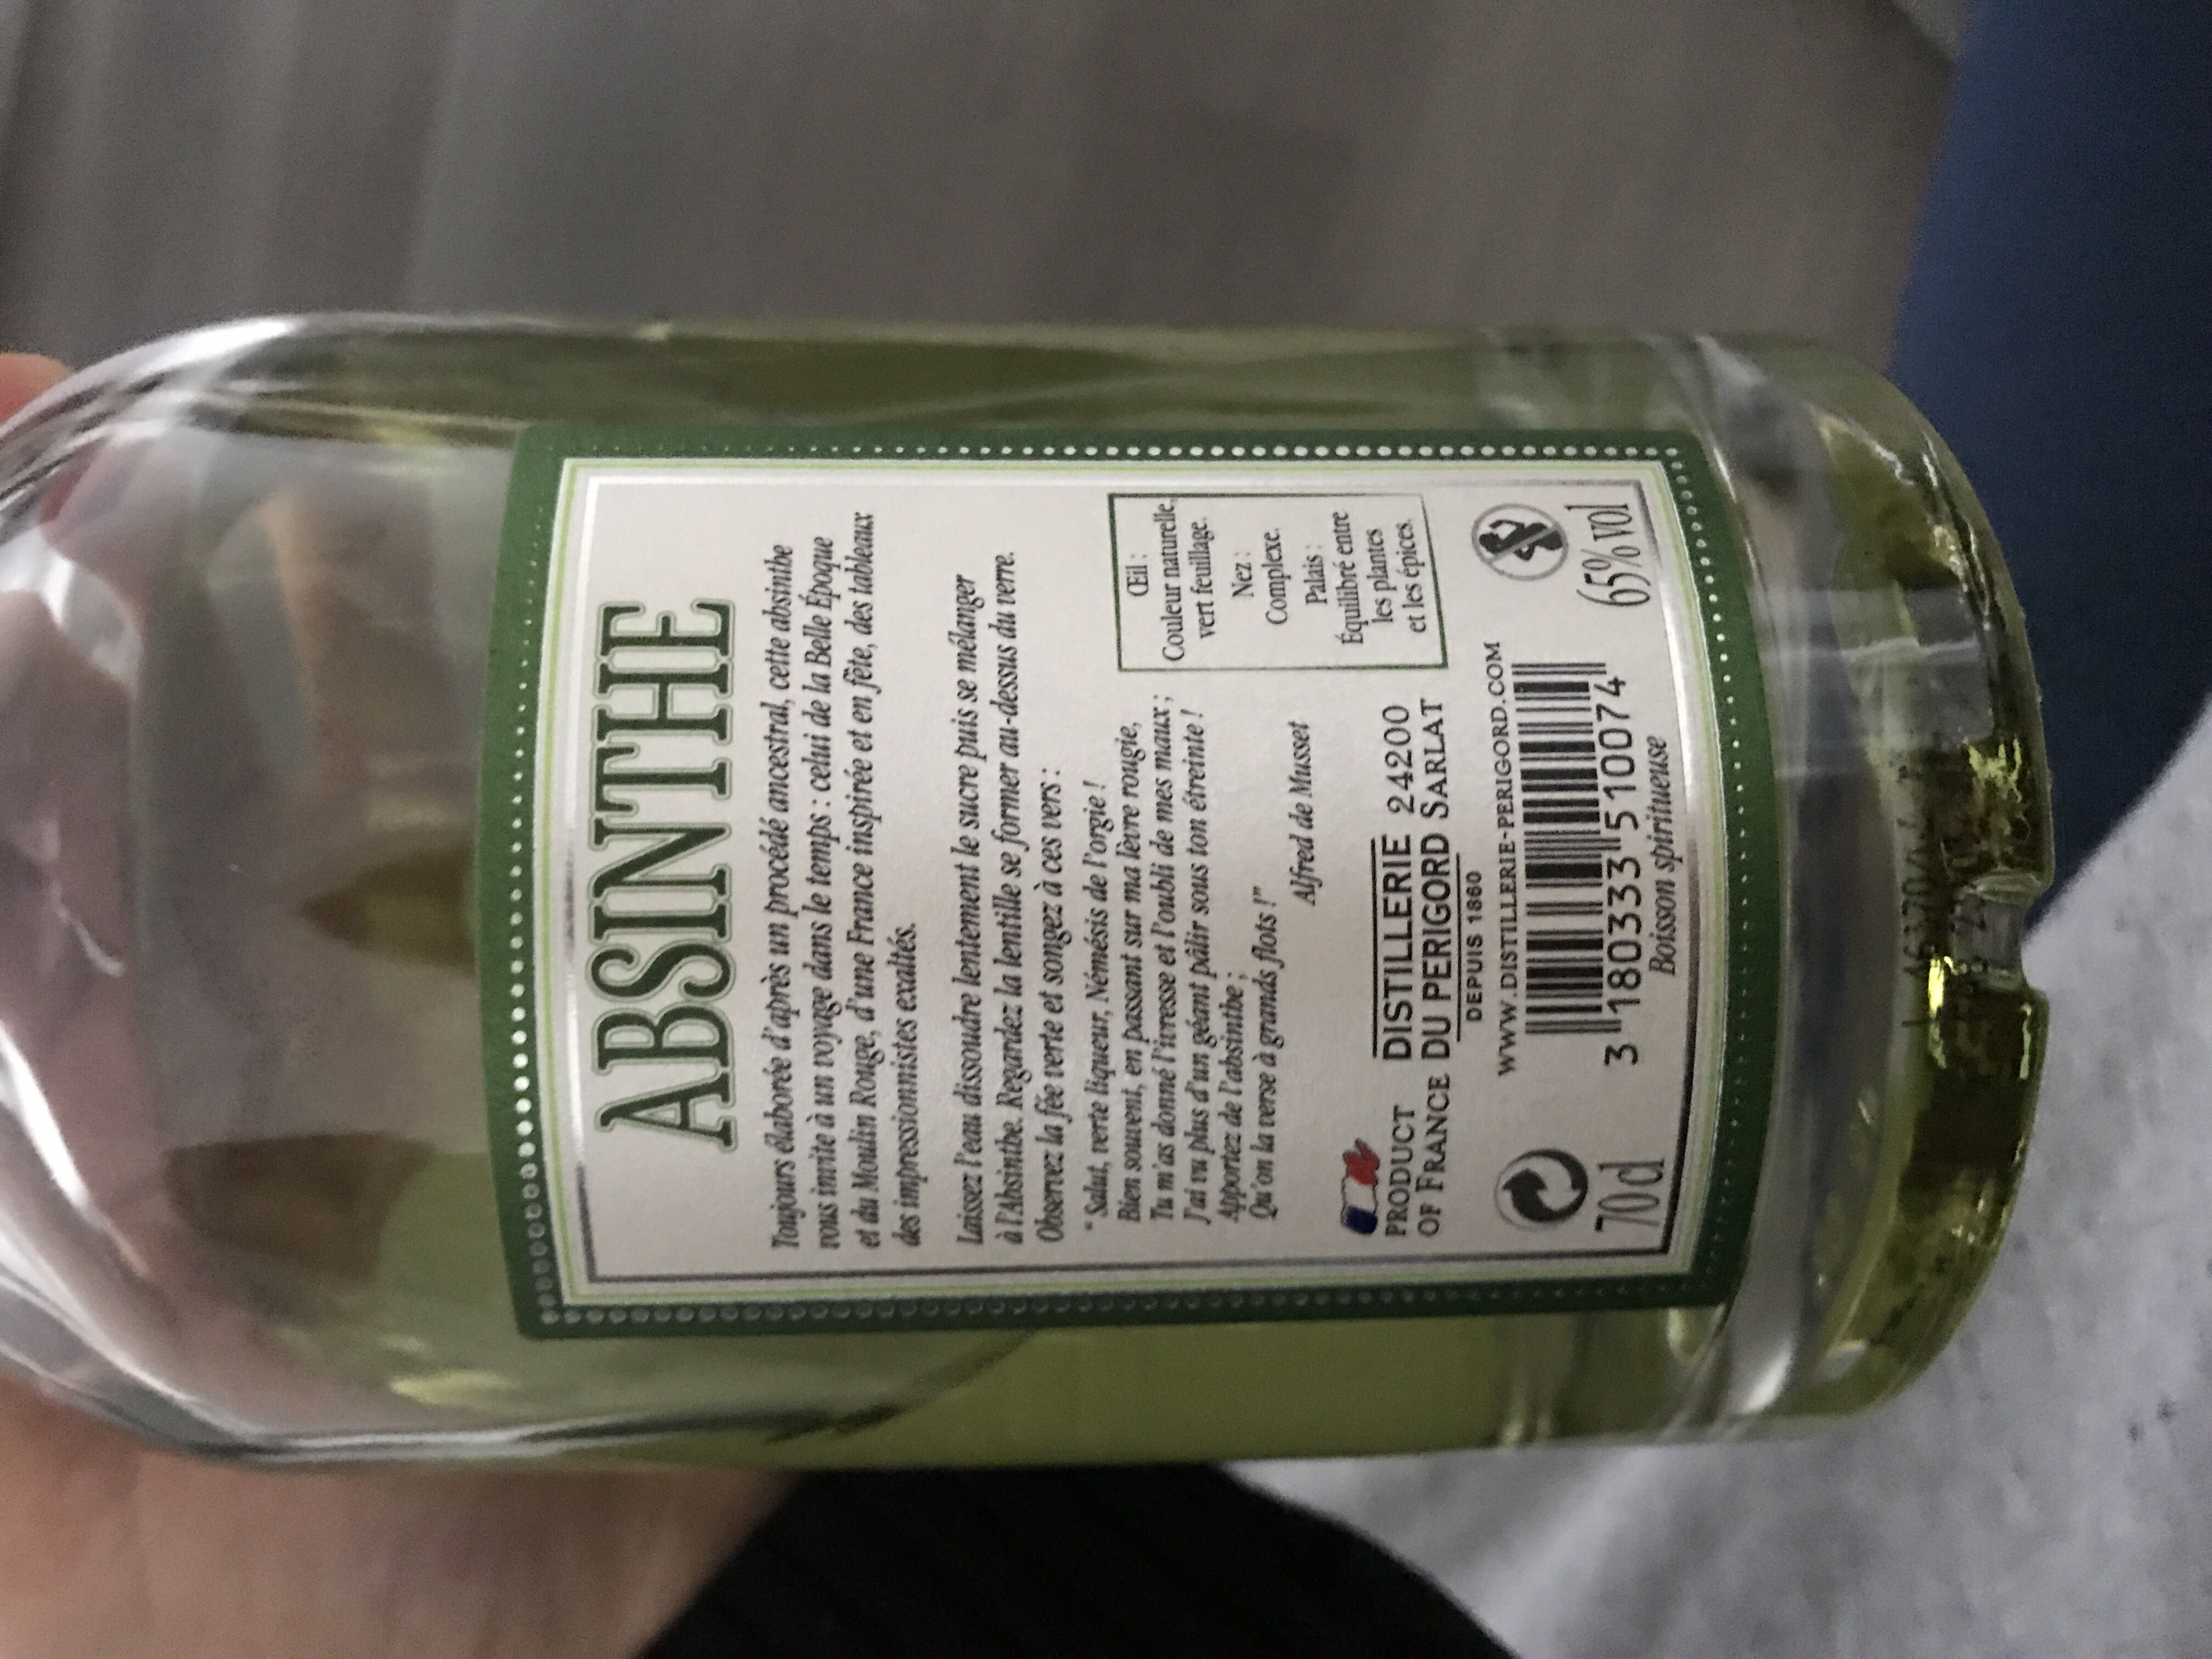 ABSINTHE
Toujours élaborée d'après un procédé ancestral, cette absinthe
vous invite à un voyage dans le temps : celui de la Belle Époque
et du Moulin Rouge, d'une France inspirée et en fête, des tableaux
des impressionnistes exaltés.
Laissez l'eau dissoudre lentement le sucre puis se mélanger
à l'Absinthe. Regardez la lentille se former au-dessus du verre.
Observez la fée verte et songez à ces vers :
" Salut, verte liqueur, Némésis de l'orgie !
Bien souvent, en passant sur ma lèvre rougie,
Tu m'as donné l'ivresse et l'oubli de mes maux ;
J'ai vu plus d'un géant pâlir sous ton étreinte !
Apportez de l'absinthe ;
Qu'on la verse à grands flots !"
Alfred de Musset
Œil :
Couleur naturelle,
vert feuillage.
Nez :
Complexe.
Palais :
Équilibré entre
les plantes
et les épices.
PRODUCT
OF FRANCE
DISTILLERIE 24200
DU PERIGORD SARLAT
DEPUIS 1860
WWW.DISTILLERIE-PERIGORD.COM
3 180333 510074
70 cl
Boisson spiritueuse
65% vol